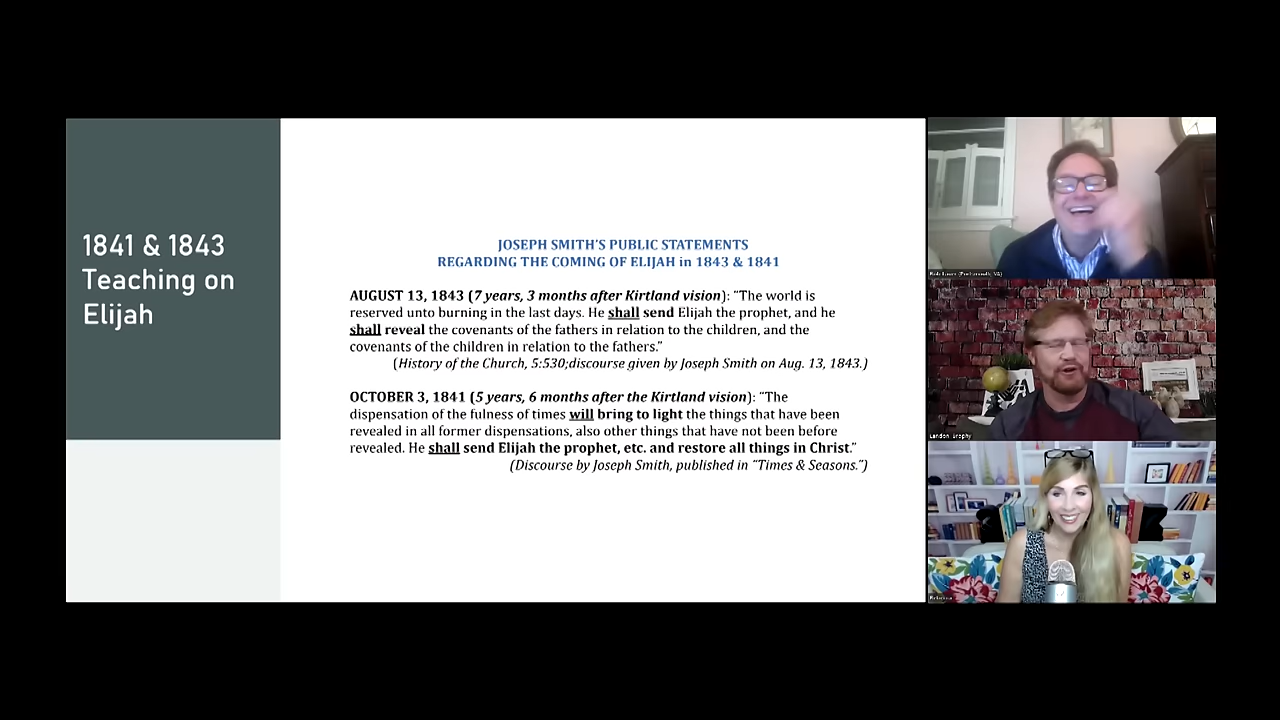 1841 & 1843
Teaching on
Elijah
JOSEPH SMITH'S PUBLIC STATEMENTS
REGARDING THE COMING OF ELIJAH in 1843 & 1841
AUGUST 13, 1843 (7 years, 3 months after Kirtland vision): "The world is
reserved unto burning in the last days. He shall send Elijah the prophet, and he
shall reveal the covenants of the fathers in relation to the children, and the
covenants of the children in relation to the fathers."
(History of the Church, 5:530;discourse given by Joseph Smith on Aug. 13, 1843.)
OCTOBER 3, 1841 (5 years, 6 months after the Kirtland vision): "The
dispensation of the fulness of times will bring to light the things that have been
revealed in all former dispensations, also other things that have not been before
revealed. He shall send Elijah the prophet, etc. and restore all things in Christ."
(Discourse by Joseph Smith, published in "Times & Seasons.")
Landon Brophy